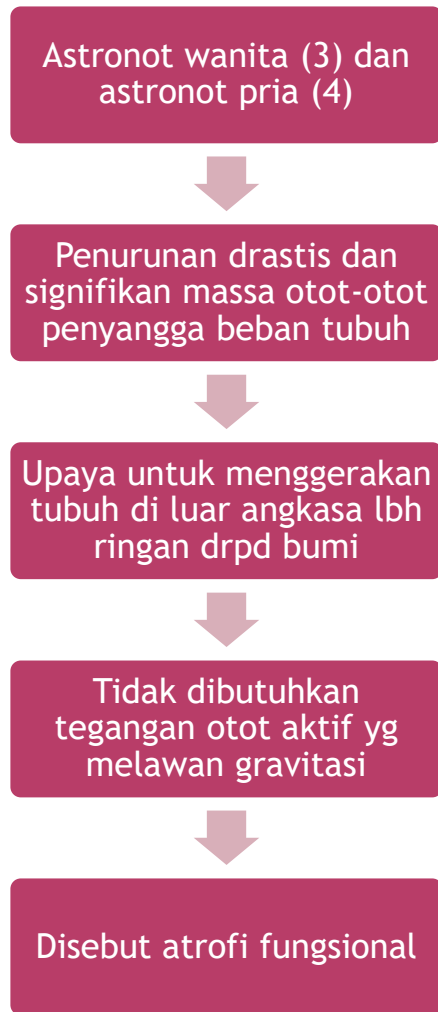 Astronot wanita (3) dan
astronot pria (4)
Penurunan drastis dan
signifikan massa otot-otot
penyangga beban tubuh
Upaya untuk menggerakan
tubuh di luar angkasa lbh
ringan drpd bumi
Tidak dibutuhkan
tegangan otot aktif yg
melawan gravitasi
Disebut atrofi fungsional